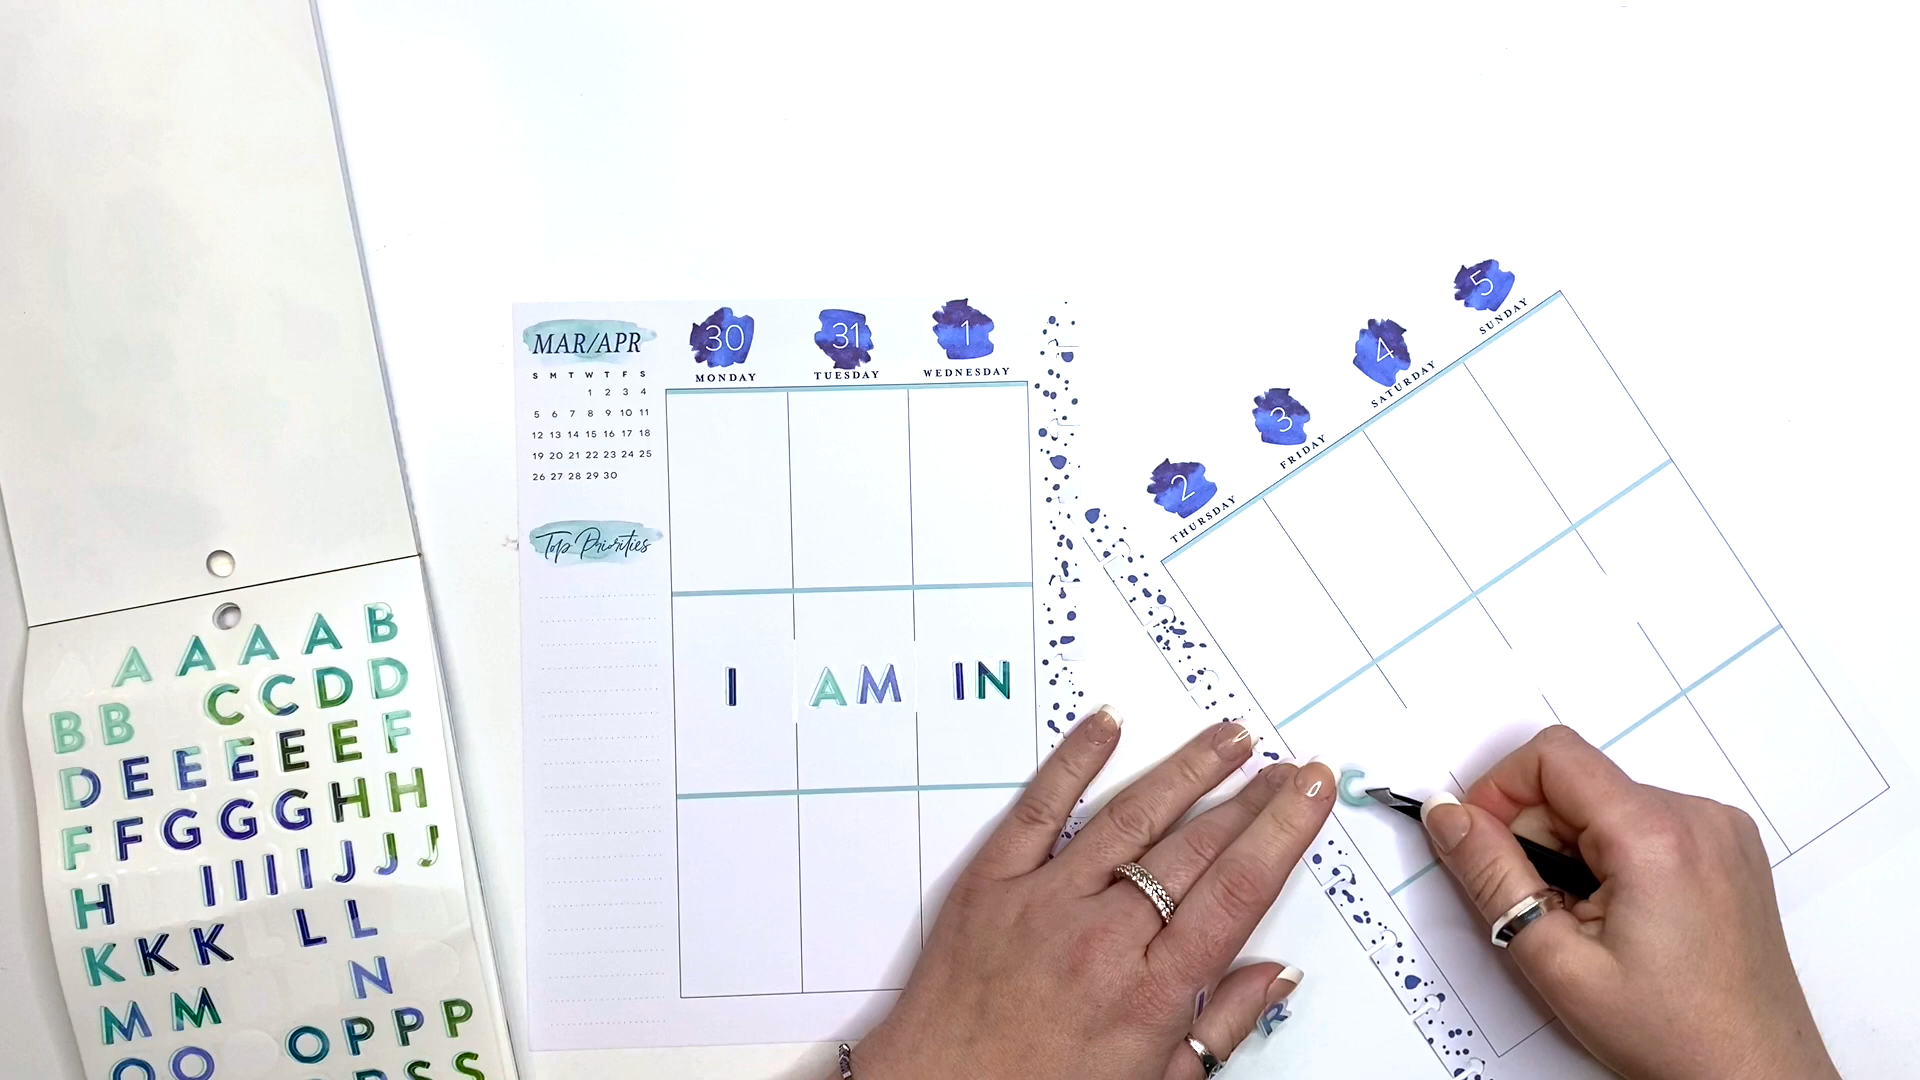 MAR/APR
S M T W T F S
1 2 3 4
5 6 7 8 9 10 11
12 13 14 15 16 17 18
19 20 21 22 23 24 25
26 27 28 29 30
Top Priorities
30 31 1
MONDAY TUESDAY WEDNESDAY
I AM IN
2 3 4 5
THURSDAY FRIDAY SATURDAY SUNDAY
C
R
A A A A B
B B C C D D
D E E E E E F
F F G G G H H
H I I I I J J J
K K K L L
M M N
O O O P P P
S S